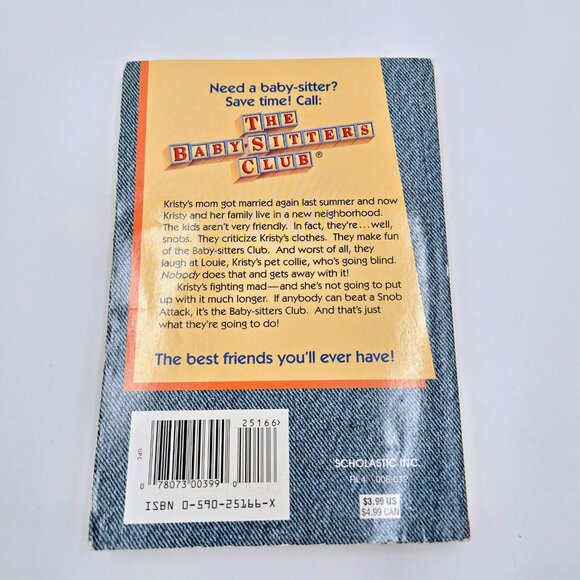 Need a baby-sitter?
Save time! Call:
THE
BABY-SITTERS
CLUB®
Kristy's mom got married again last summer and now
Kristy and her family live in a new neighborhood.
The kids aren't very friendly. In fact, they're...well,
snobs. They criticize Kristy's clothes. They make fun
of the Baby-sitters Club. And worst of all, they
laugh at Louie, Kristy's pet collie, who's going blind.
Nobody does that and gets away with it!
Kristy's fighting mad—and she's not going to put
up with it much longer. If anybody can beat a Snob
Attack, it's the Baby-sitters Club. And that's just
what they're going to do!
The best friends you'll ever have!
25166>
UPC
0 78073 00399 0
ISBN 0-590-25166-X
SCHOLASTIC INC.
RL4
$3.99 US
$4.99 CAN